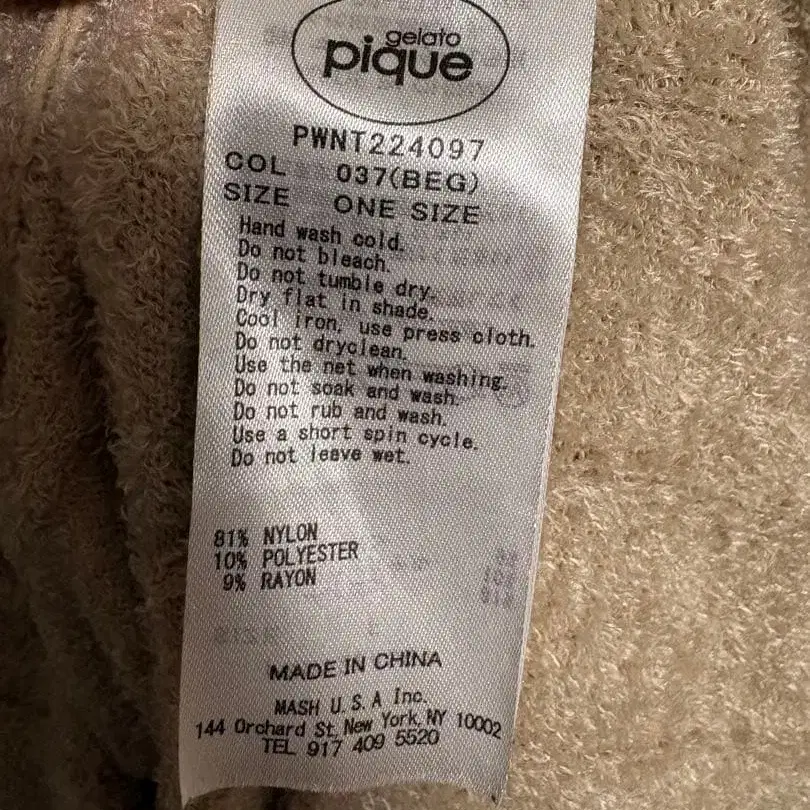 gelato
pique
PWNT224097
COL 037(BEG)
SIZE ONE SIZE
Hand wash cold.
Do not bleach.
Do not tumble dry.
Dry flat in shade.
Cool iron, use press cloth.
Do not dryclean.
Use the net when washing.
Do not soak and wash.
Do not rub and wash.
Use a short spin cycle.
Do not leave wet.
81% NYLON
10% POLYESTER
9% RAYON
MADE IN CHINA
MASH U.S.A Inc.
144 Orchard St, New York, NY 10002
TEL 917 409 5520